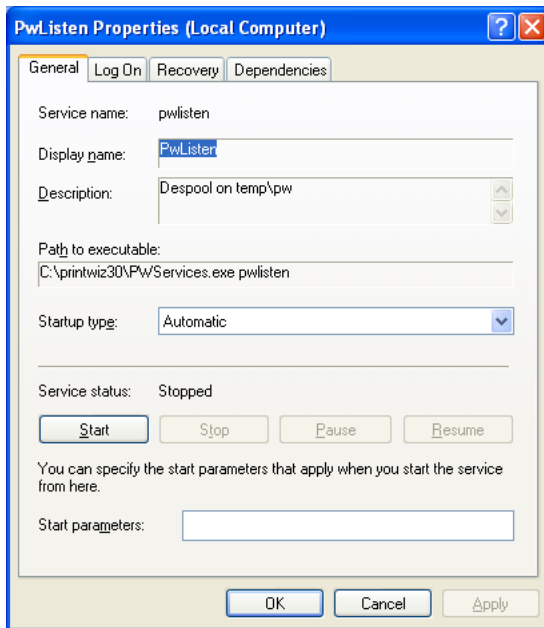 PwListen Properties (Local Computer)
General Log On Recovery Dependencies
Service name: pwlisten
Display name: PwListen
Description: Despool on temp\pw
Path to executable:
C:\printwiz30\PWServices.exe pwlisten
Startup type: Automatic
Service status: Stopped
Start Stop Pause Resume
You can specify the start parameters that apply when you start the service
from here.
Start parameters:
OK Cancel Apply